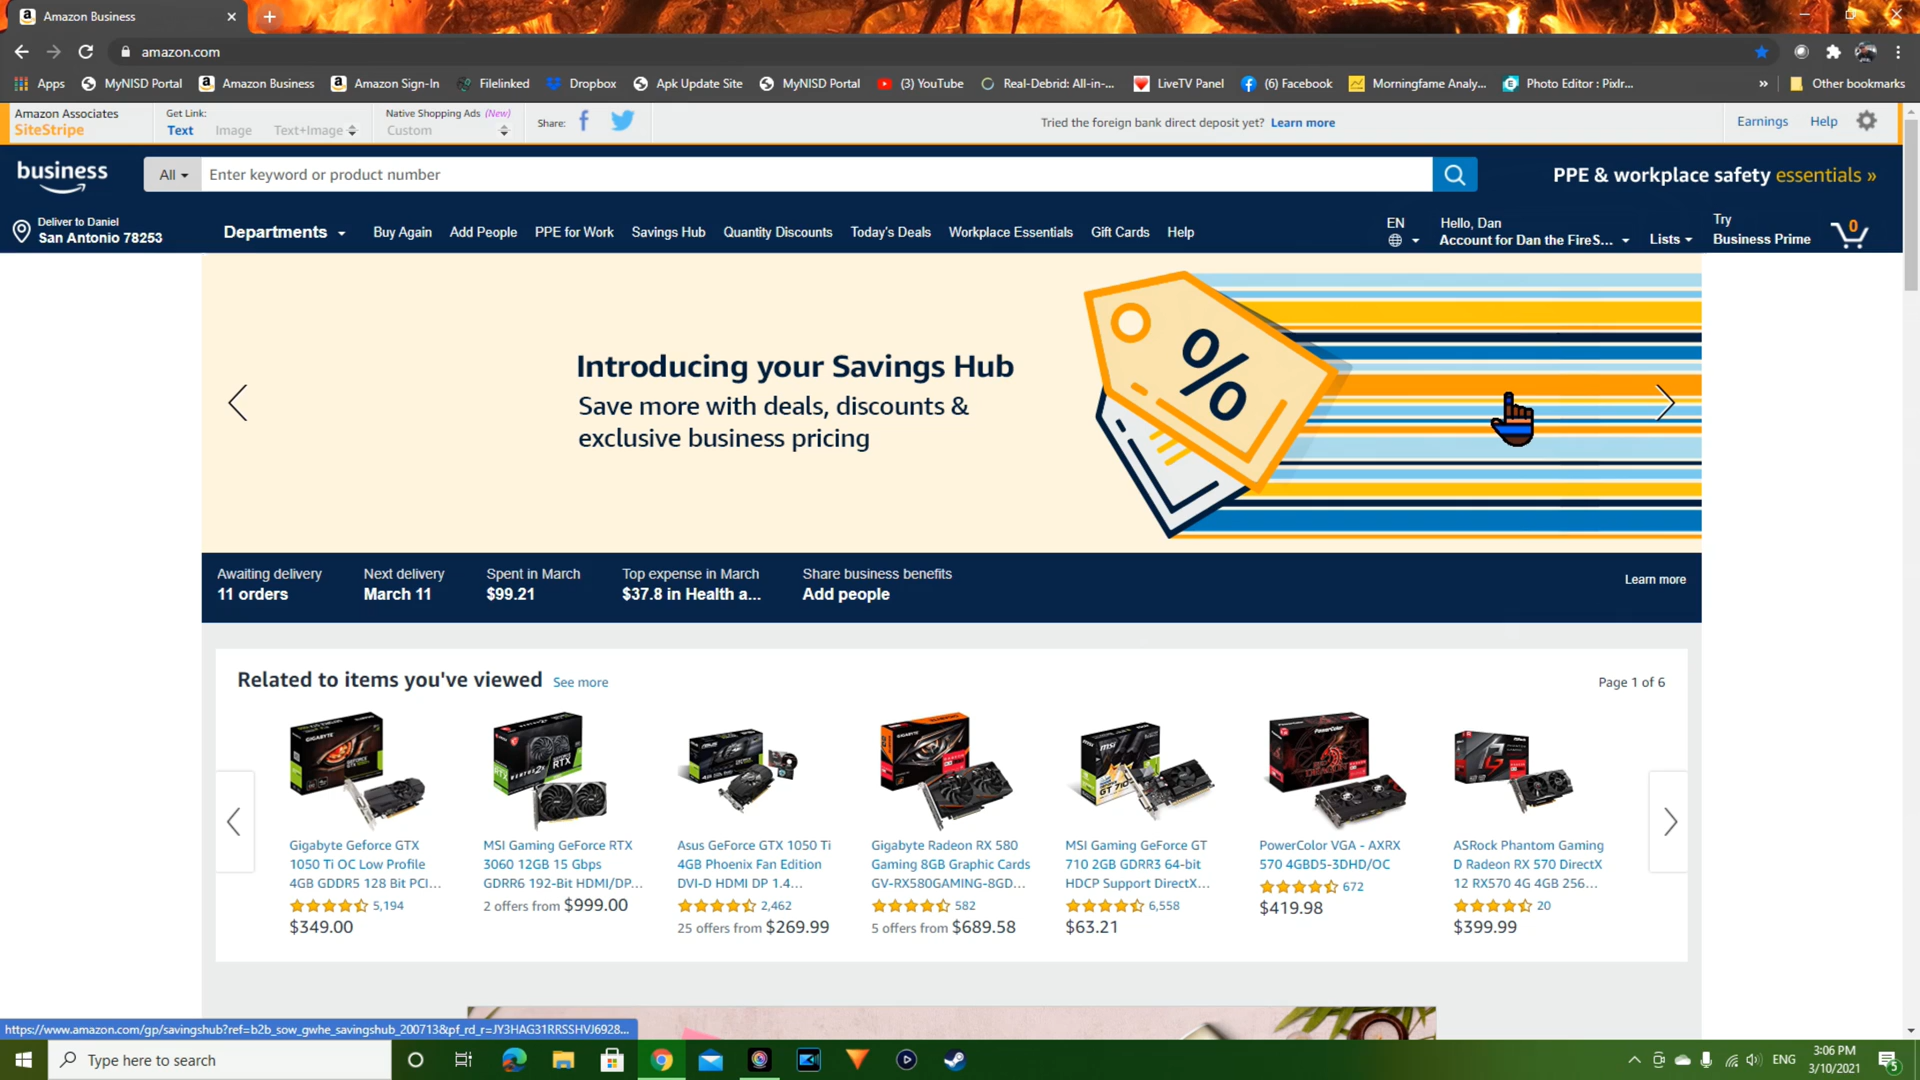 Amazon Business
amazon.com
Apps MyNISD Portal Amazon Business Amazon Sign-In Filelinked Dropbox Apk Update Site MyNISD Portal (3) YouTube Real-Debrid: All-in-... LiveTV Panel (6) Facebook Morningfame Analy... Photo Editor : Pixlr... » Other bookmarks
Amazon Associates
SiteStripe
Get Link:
Text Image Text+Image
Native Shopping Ads (New)
Custom
Share:
Tried the foreign bank direct deposit yet? Learn more
Earnings Help
business
All Enter keyword or product number
PPE & workplace safety essentials »
Deliver to Daniel
San Antonio 78253
Departments Buy Again Add People PPE for Work Savings Hub Quantity Discounts Today's Deals Workplace Essentials Gift Cards Help
EN
Hello, Dan
Account for Dan the FireS...
Lists
Try
Business Prime
0
Introducing your Savings Hub
Save more with deals, discounts &
exclusive business pricing
%
Awaiting delivery
11 orders
Next delivery
March 11
Spent in March
$99.21
Top expense in March
$37.8 in Health a...
Share business benefits
Add people
Learn more
Related to items you've viewed See more
Page 1 of 6
Gigabyte Geforce GTX
1050 Ti OC Low Profile
4GB GDDR5 128 Bit PCI...
5,194
$349.00
MSI Gaming GeForce RTX
3060 12GB 15 Gbps
GDRR6 192-Bit HDMI/DP...
2 offers from $999.00
Asus GeForce GTX 1050 Ti
4GB Phoenix Fan Edition
DVI-D HDMI DP 1.4...
2,462
25 offers from $269.99
Gigabyte Radeon RX 580
Gaming 8GB Graphic Cards
GV-RX580GAMING-8GD...
582
5 offers from $689.58
MSI Gaming GeForce GT
710 2GB GDRR3 64-bit
HDCP Support DirectX...
6,558
$63.21
PowerColor VGA - AXRX
570 4GBD5-3DHD/OC
672
$419.98
ASRock Phantom Gaming
D Radeon RX 570 DirectX
12 RX570 4G 4GB 256...
20
$399.99
https://www.amazon.com/gp/savingshub?ref=b2b_sow_gwhe_savingshub_200713&pf_rd_r=JY3HAG31RRSSHVJ6928...
Type here to search
ENG
3:06 PM
3/10/2021
5